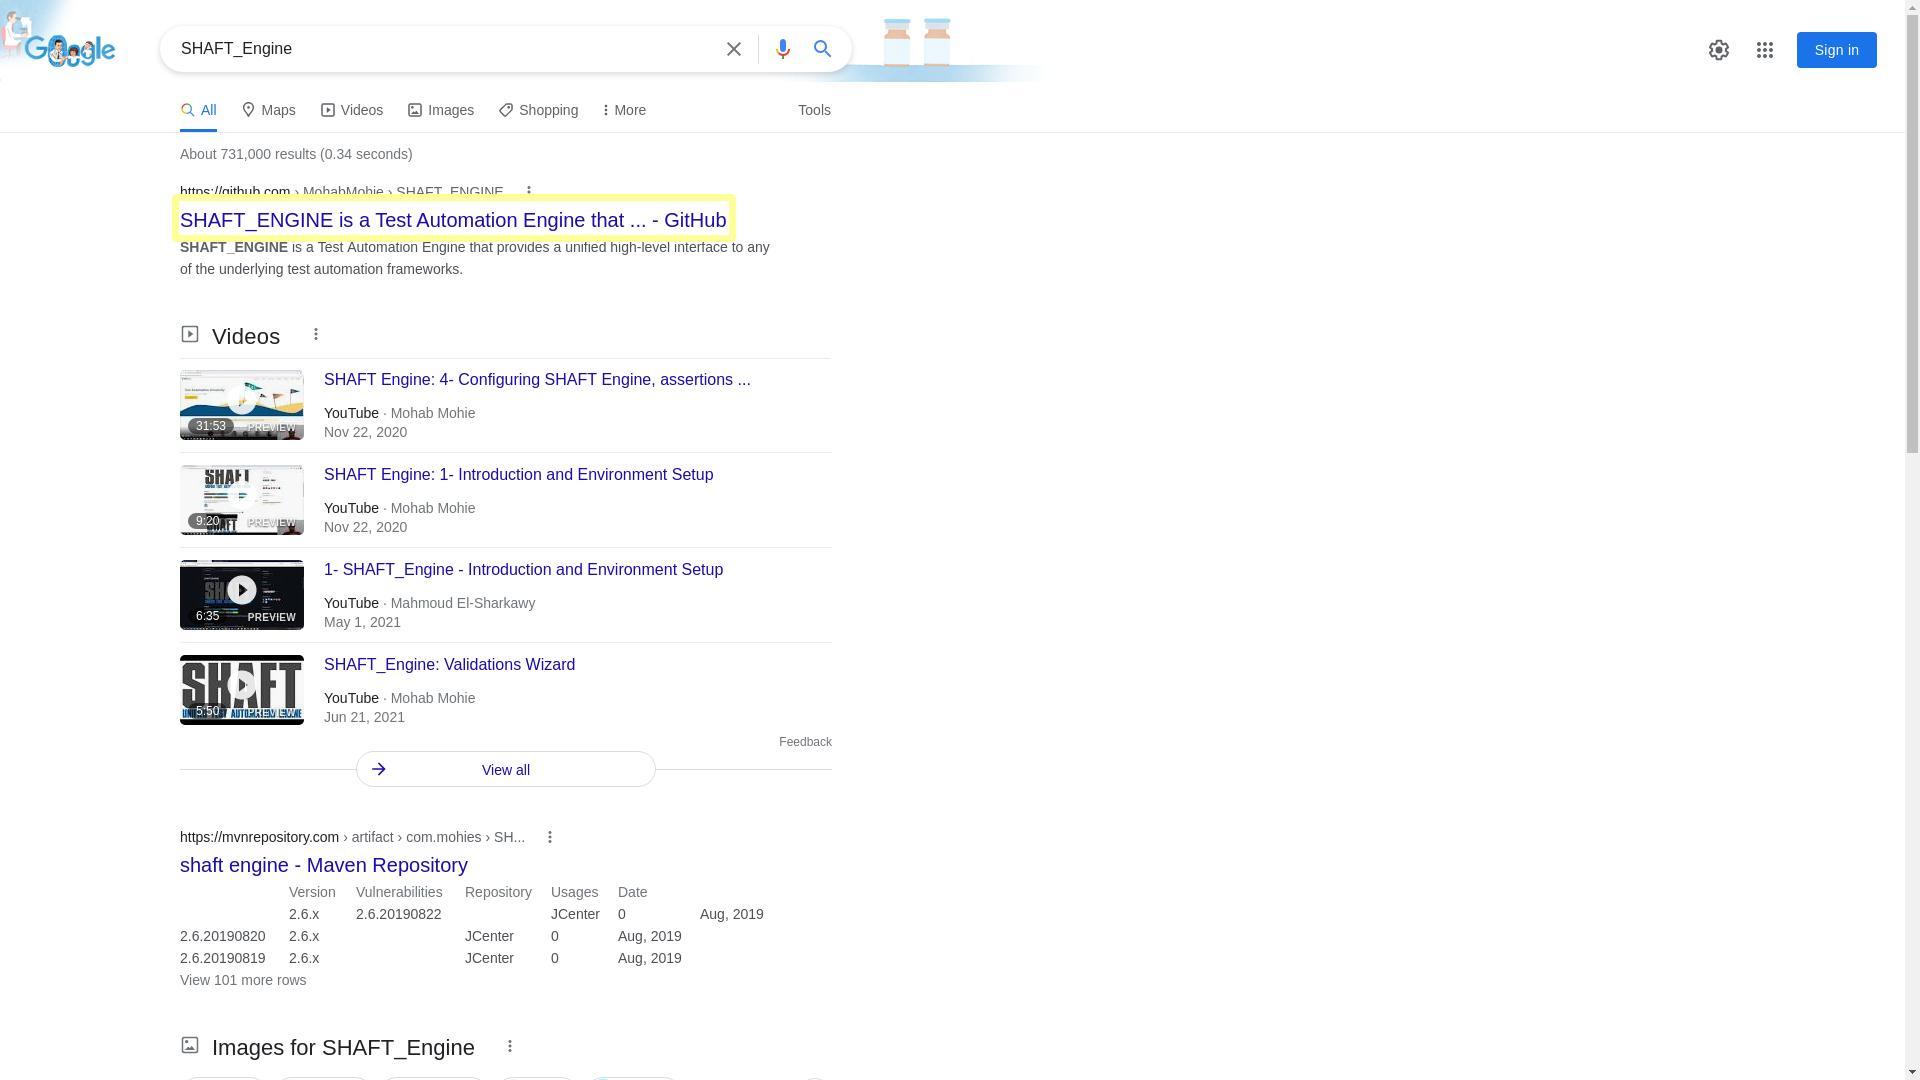 Google
SHAFT_Engine
Sign in
All
Maps
Videos
Images
Shopping
More
Tools
About 731,000 results (0.34 seconds)
https://github.com › MohabMohie › SHAFT_ENGINE
SHAFT_ENGINE is a Test Automation Engine that ... - GitHub
SHAFT_ENGINE is a Test Automation Engine that provides a unified high-level interface to any
of the underlying test automation frameworks.
Videos
SHAFT Engine: 4- Configuring SHAFT Engine, assertions ...
31:53 PREVIEW
YouTube · Mohab Mohie
Nov 22, 2020
SHAFT Engine: 1- Introduction and Environment Setup
SHAFT
9:20 PREVIEW
YouTube · Mohab Mohie
Nov 22, 2020
1- SHAFT_Engine - Introduction and Environment Setup
6:35 PREVIEW
YouTube · Mahmoud El-Sharkawy
May 1, 2021
SHAFT_Engine: Validations Wizard
SHAFT
5:50 PREVIEW
YouTube · Mohab Mohie
Jun 21, 2021
Feedback
View all
https://mvnrepository.com › artifact › com.mohies › SH...
shaft engine - Maven Repository
Version Vulnerabilities Repository Usages Date
2.6.x 2.6.20190822 JCenter 0 Aug, 2019
2.6.20190820 2.6.x JCenter 0 Aug, 2019
2.6.20190819 2.6.x JCenter 0 Aug, 2019
View 101 more rows
Images for SHAFT_Engine